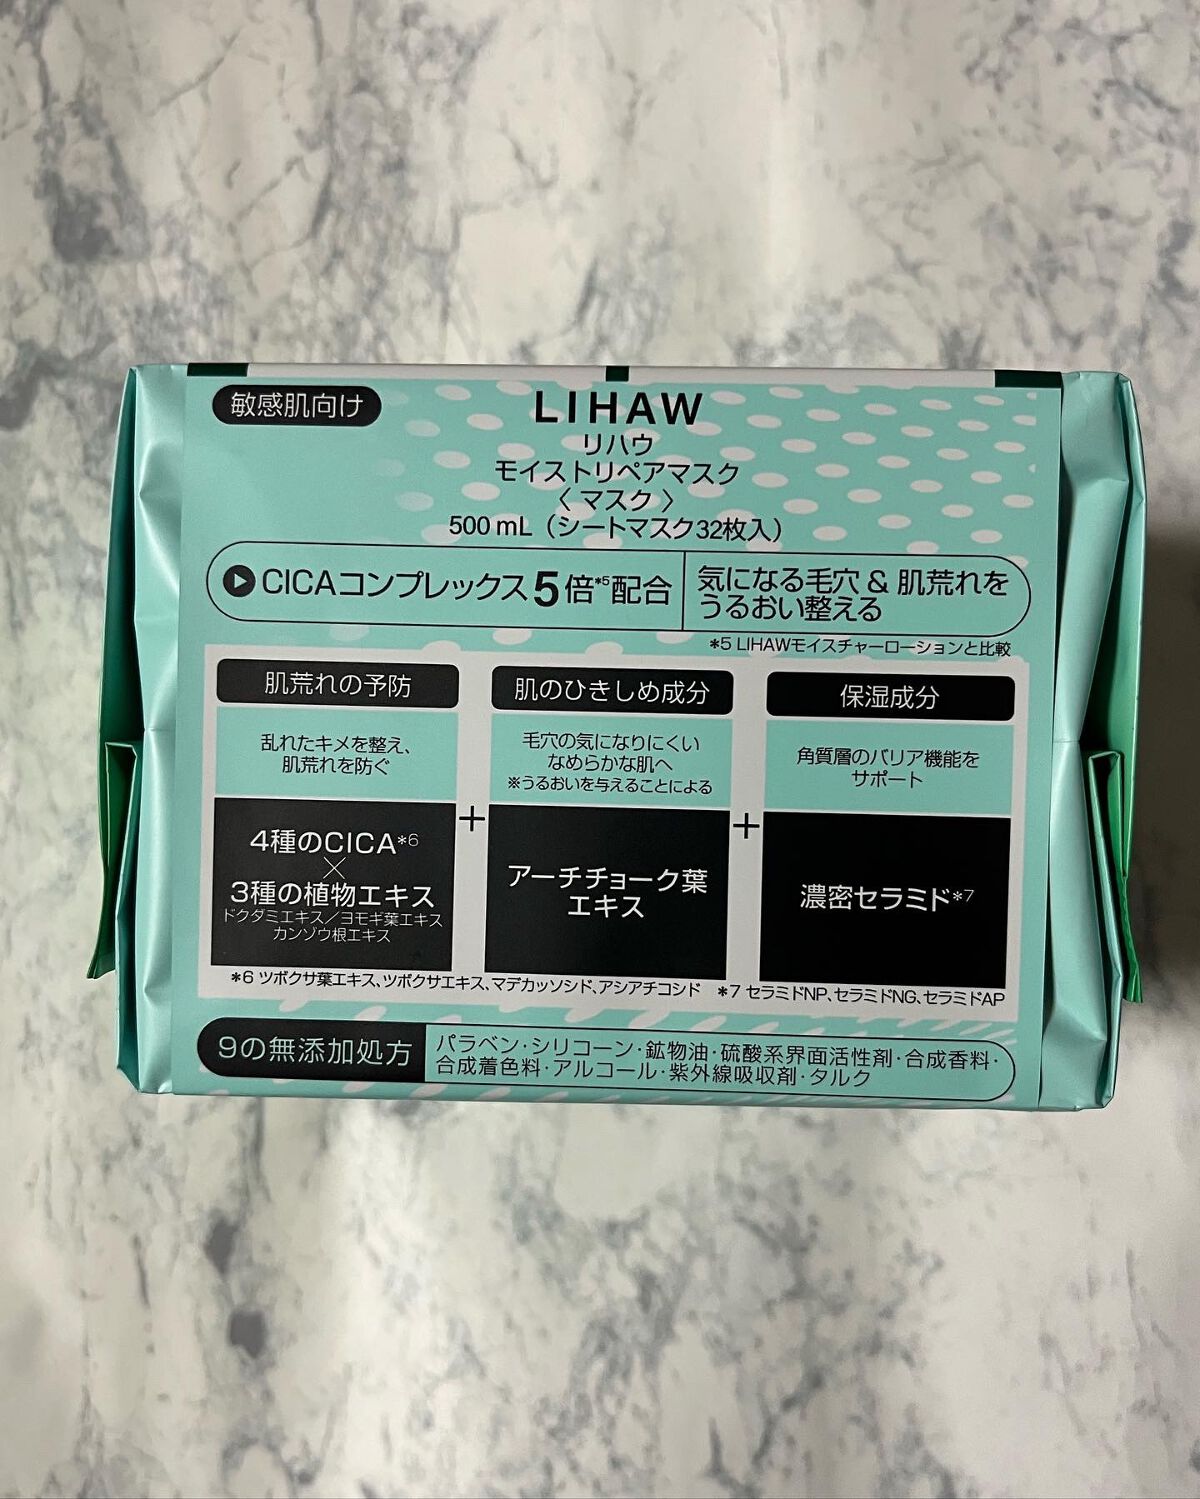 敏感肌向け
LIHAW
リハウ
モイストリペアマスク
〈マスク〉
500 mL（シートマスク32枚入）
CICAコンプレックス5倍*5配合
気になる毛穴 & 肌荒れを
うるおい整える
*5 LIHAWモイスチャーローションと比較
肌荒れの予防
乱れたキメを整え、
肌荒れを防ぐ
4種のCICA*6
×
3種の植物エキス
ドクダミエキス／ヨモギ葉エキス
カンゾウ根エキス
+
肌のひきしめ成分
毛穴の気になりにくい
なめらかな肌へ
※うるおいを与えることによる
アーチチョーク葉
エキス
+
保湿成分
角質層のバリア機能を
サポート
濃密セラミド*7
*6 ツボクサ葉エキス、ツボクサエキス、マデカッソシド、アシアチコシド
*7 セラミドNP、セラミドNG、セラミドAP
9の無添加処方
パラベン・シリコーン・鉱物油・硫酸系界面活性剤・合成香料・
合成着色料・アルコール・紫外線吸収剤・タルク